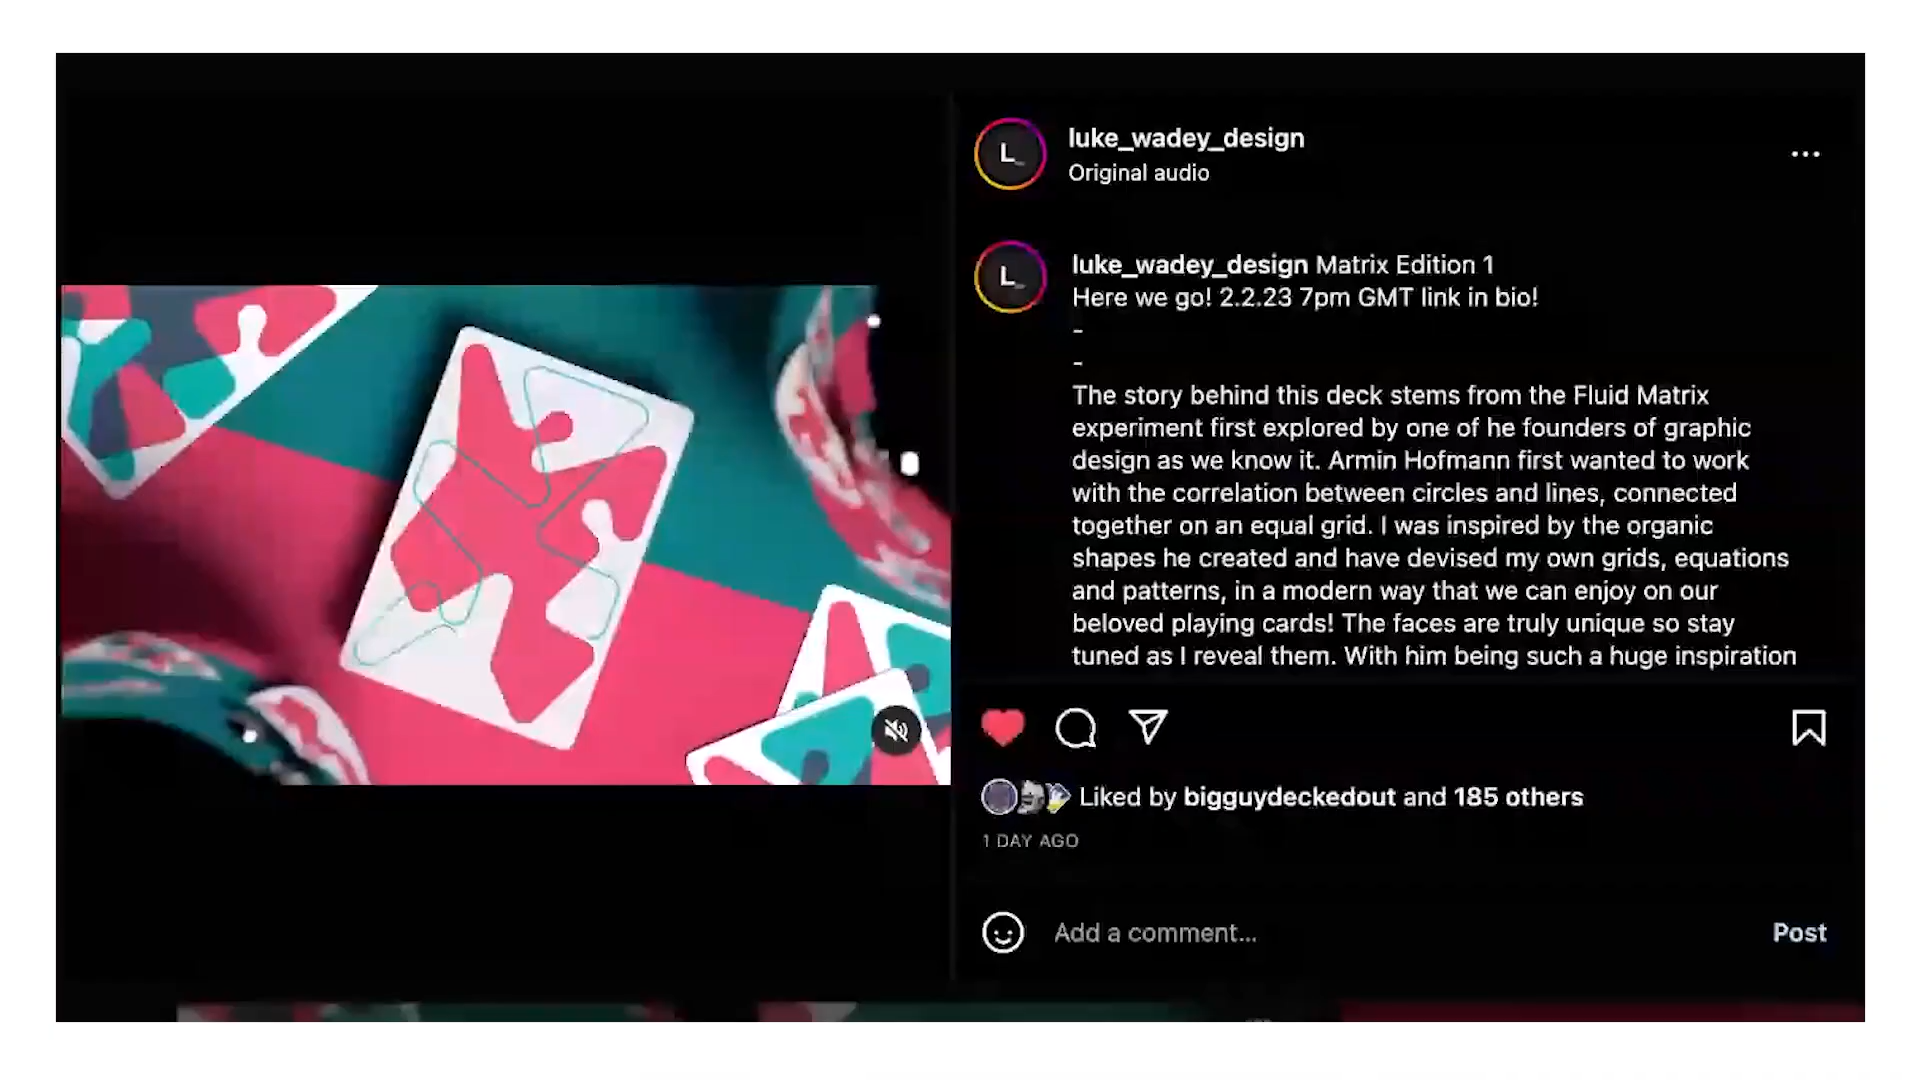 L_
luke_wadey_design
Original audio
L_
luke_wadey_design Matrix Edition 1
Here we go! 2.2.23 7pm GMT link in bio!
-
-
The story behind this deck stems from the Fluid Matrix
experiment first explored by one of he founders of graphic
design as we know it. Armin Hofmann first wanted to work
with the correlation between circles and lines, connected
together on an equal grid. I was inspired by the organic
shapes he created and have devised my own grids, equations
and patterns, in a modern way that we can enjoy on our
beloved playing cards! The faces are truly unique so stay
tuned as I reveal them. With him being such a huge inspiration
Liked by bigguydeckedout and 185 others
1 DAY AGO
Add a comment...
Post